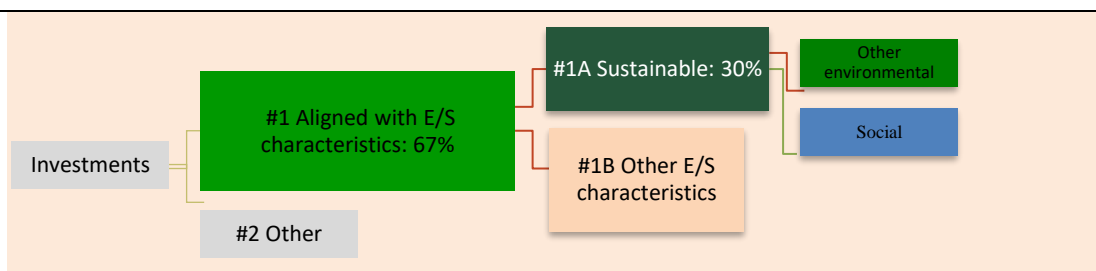 Investments
#1 Aligned with E/S
characteristics: 67%
#2 Other
#1A Sustainable: 30%
#1B Other E/S
characteristics
Other
environmental
Social